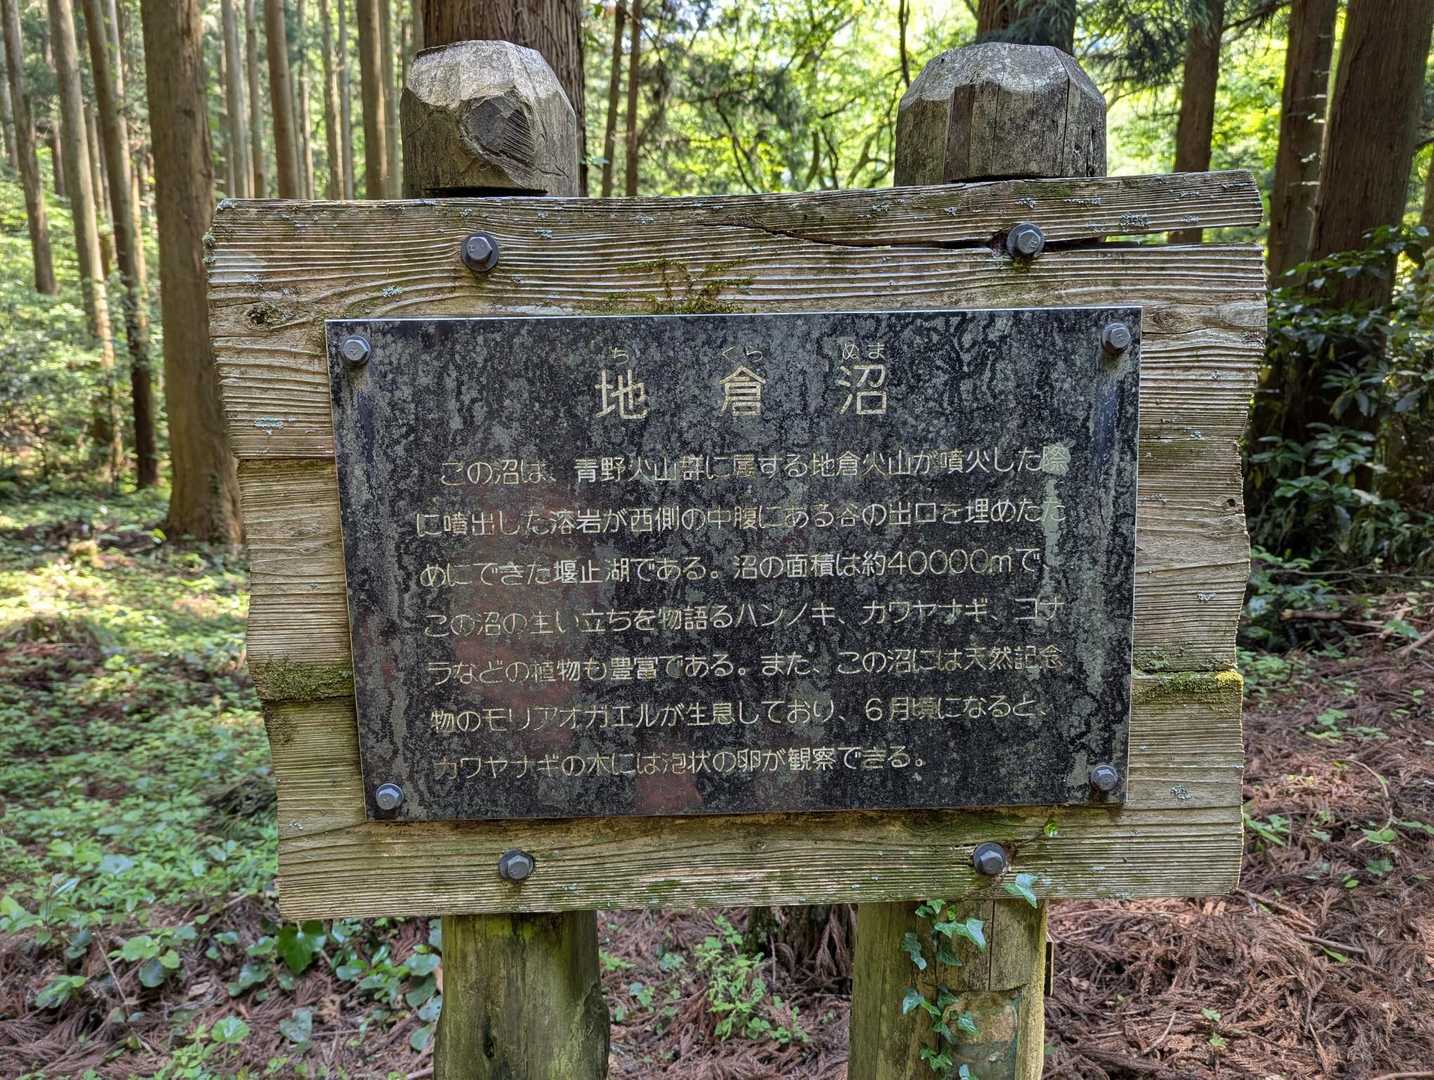 ち くら ぬま
地倉沼
この沼は、青野火山群に属する地倉火山が噴火した際
に噴出した溶岩が西側の中腹にある谷の出口を埋めたた
めにできた堰止湖である。沼の面積は約40000㎡で
この沼の生い立ちを物語るハンノキ、カワヤナギ、コナ
ラなどの植物も豊富である。また、この沼には天然記念
物のモリアオガエルが生息しており、6月頃になると、
カワヤナギの木には泡状の卵が観察できる。